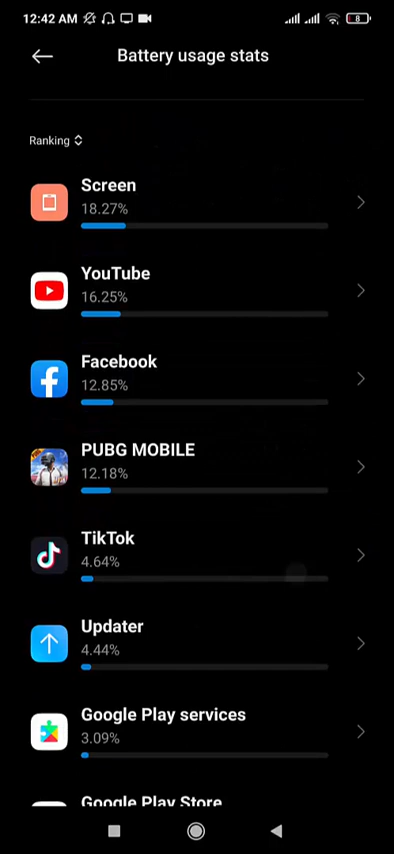 12:42 AM 8
Battery usage stats
Ranking
Screen
18.27%
YouTube
16.25%
Facebook
12.85%
PUBG MOBILE
12.18%
TikTok
4.64%
Updater
4.44%
Google Play services
3.09%
Google Play Store